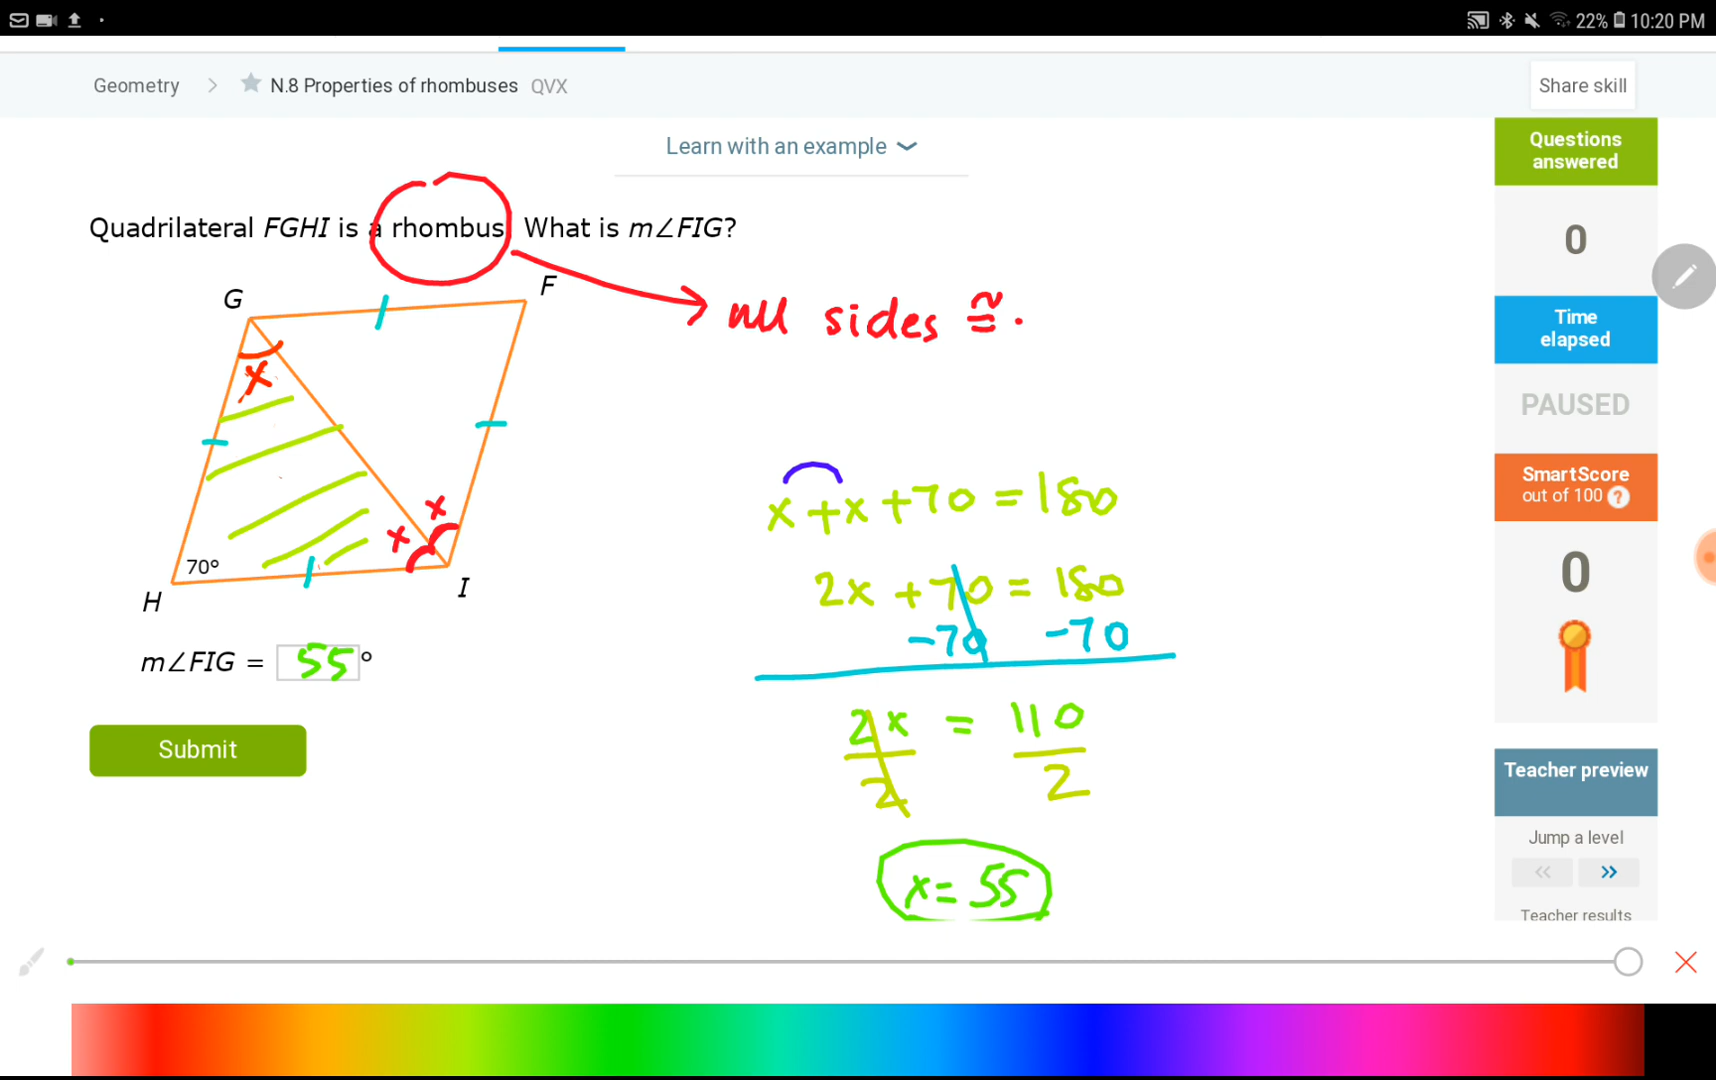 22% 10:20 PM
Geometry > N.8 Properties of rhombuses QVX
Share skill
Learn with an example
Quadrilateral FGHI is a rhombus. What is m∠FIG?
all sides ≅.
G
F
x
x
x
70°
H
I
m∠FIG = 55°
Submit
x + x + 70 = 180
2x + 70 = 180
-70 -70
2x = 110
2 2
x = 55
Questions
answered
0
Time
elapsed
PAUSED
SmartScore
out of 100 ?
0
Teacher preview
Jump a level
Teacher results